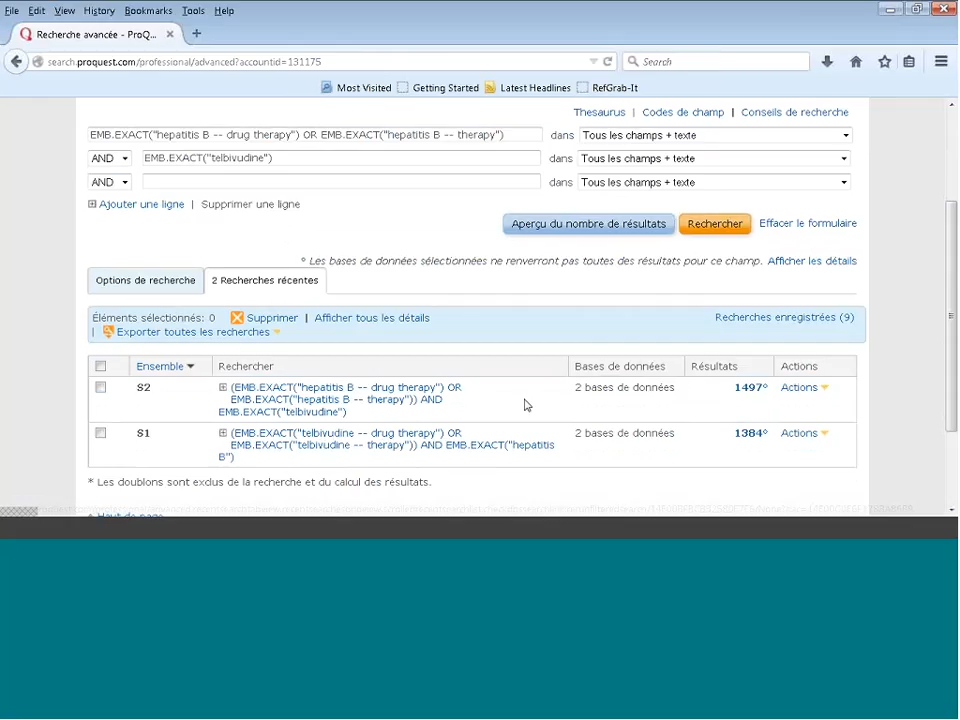 File Edit View History Bookmarks Tools Help
Recherche avancée - ProQ...
search.proquest.com/professional/advanced?accountid=131175
Search
Most Visited Getting Started Latest Headlines RefGrab-It
Thesaurus | Codes de champ | Conseils de recherche
EMB.EXACT("hepatitis B -- drug therapy") OR EMB.EXACT("hepatitis B -- therapy") dans Tous les champs + texte
AND EMB.EXACT("telbivudine") dans Tous les champs + texte
AND dans Tous les champs + texte
Ajouter une ligne | Supprimer une ligne
Aperçu du nombre de résultats Rechercher Effacer le formulaire
° Les bases de données sélectionnées ne renverront pas toutes des résultats pour ce champ. Afficher les détails
Options de recherche 2 Recherches récentes
Éléments sélectionnés: 0 Supprimer | Afficher tous les détails Recherches enregistrées (9)
| Exporter toutes les recherches
Ensemble Rechercher Bases de données Résultats Actions
S2 (EMB.EXACT("hepatitis B -- drug therapy") OR 2 bases de données 1497° Actions
EMB.EXACT("hepatitis B -- therapy")) AND
EMB.EXACT("telbivudine")
S1 (EMB.EXACT("telbivudine -- drug therapy") OR 2 bases de données 1384° Actions
EMB.EXACT("telbivudine -- therapy")) AND EMB.EXACT("hepatitis
B")
* Les doublons sont exclus de la recherche et du calcul des résultats.
Haut de page